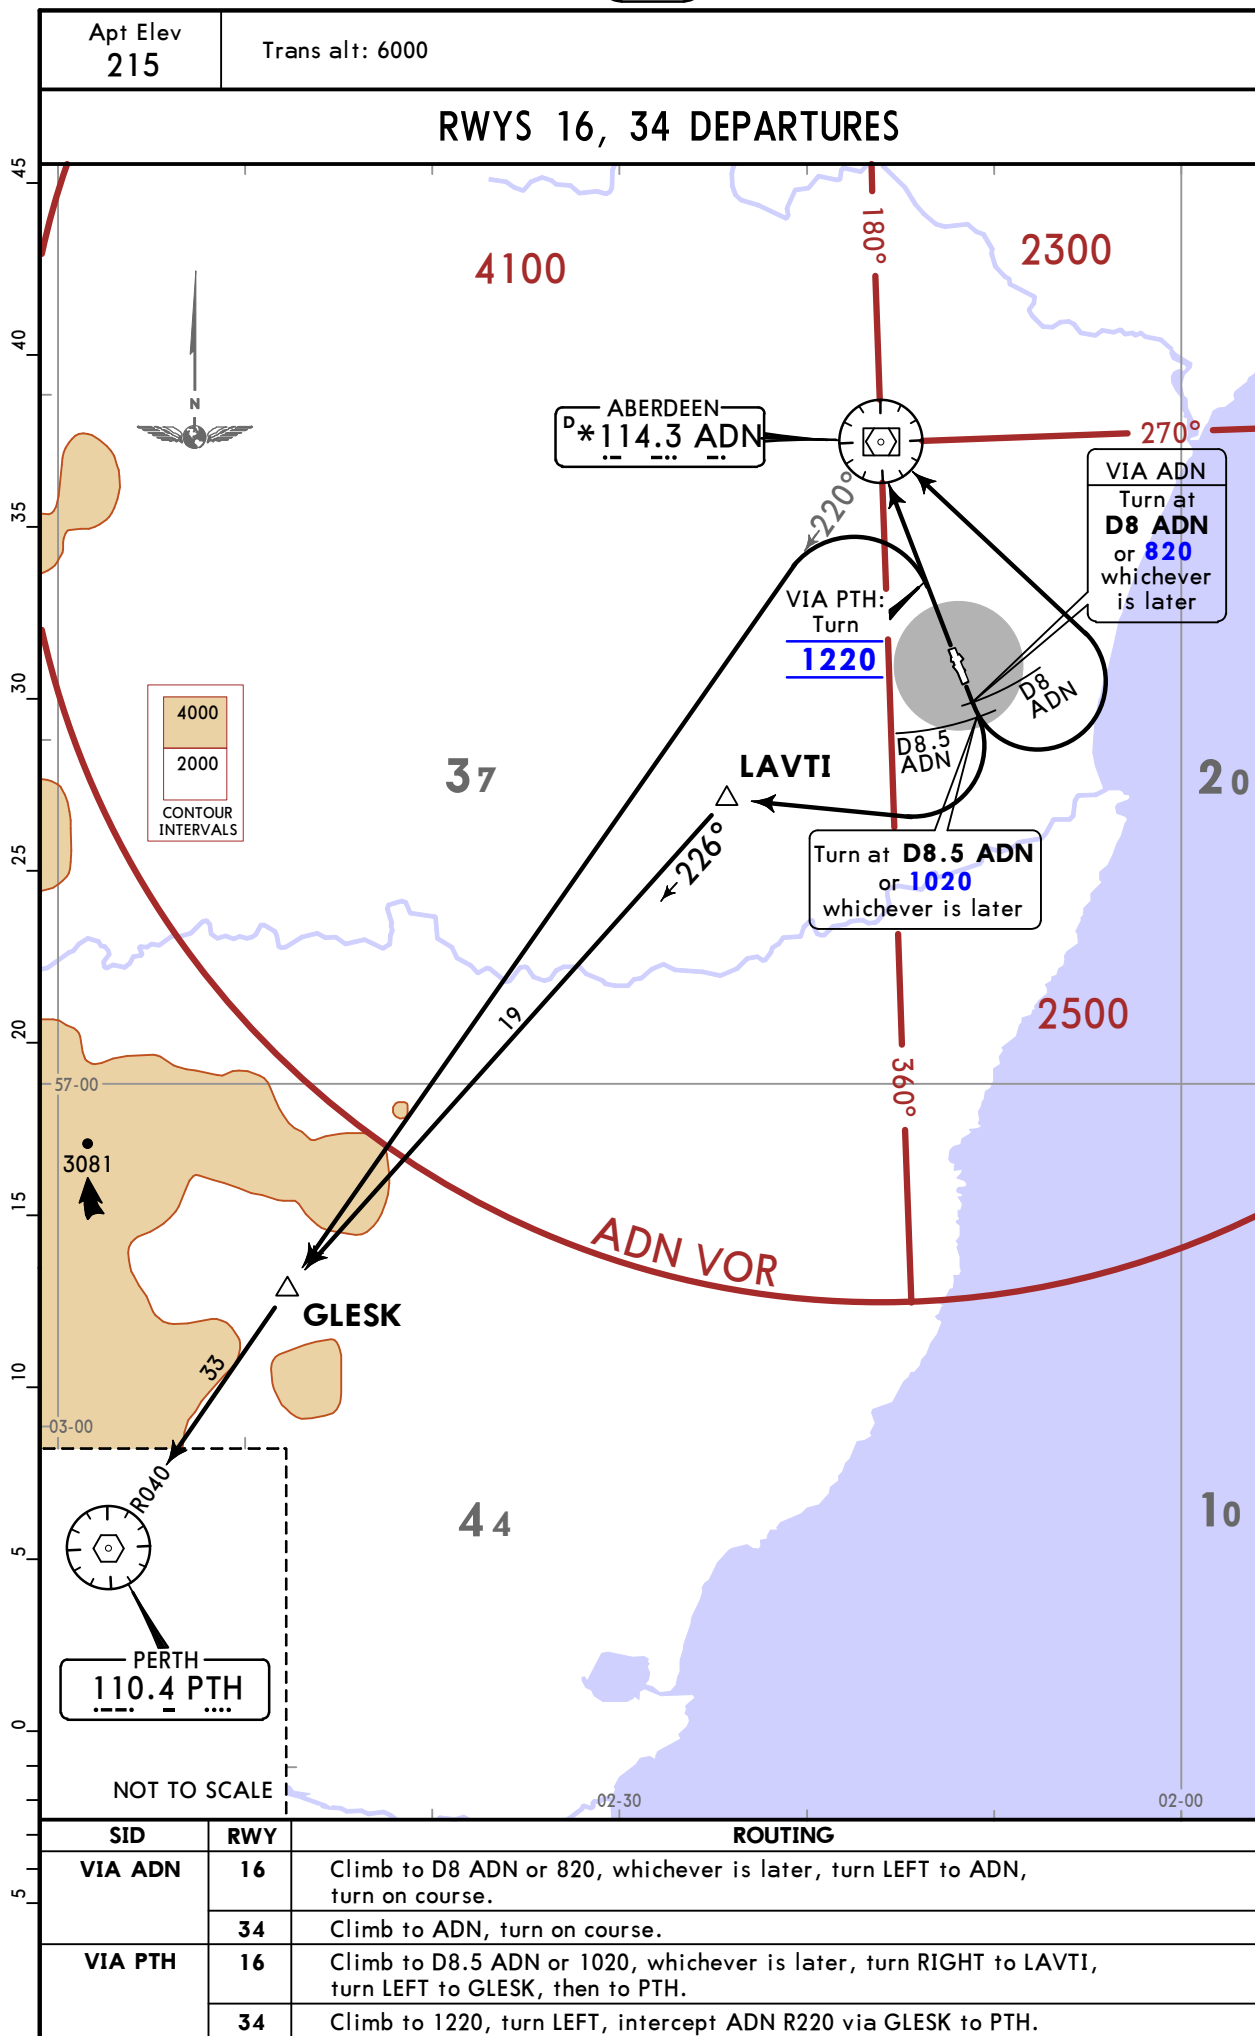 Apt Elev
215
Trans alt: 6000
RWYS 16, 34 DEPARTURES
45
40
35
30
25
20
15
10
5
0
5
4100
180°
2300
N
ABERDEEN
D *114.3 ADN
270°
220°
VIA ADN
Turn at
D8 ADN
or 820
whichever
is later
VIA PTH:
Turn
1220
D8
ADN
D8.5
ADN
4000
2000
CONTOUR
INTERVALS
37
LAVTI
20
226°
Turn at D8.5 ADN
or 1020
whichever is later
19
2500
57-00
360°
3081
ADN VOR
GLESK
33
03-00
R040
44
10
PERTH
110.4 PTH
NOT TO SCALE
02-30
02-00
SID RWY ROUTING
VIA ADN 16 Climb to D8 ADN or 820, whichever is later, turn LEFT to ADN,
turn on course.
34 Climb to ADN, turn on course.
VIA PTH 16 Climb to D8.5 ADN or 1020, whichever is later, turn RIGHT to LAVTI,
turn LEFT to GLESK, then to PTH.
34 Climb to 1220, turn LEFT, intercept ADN R220 via GLESK to PTH.